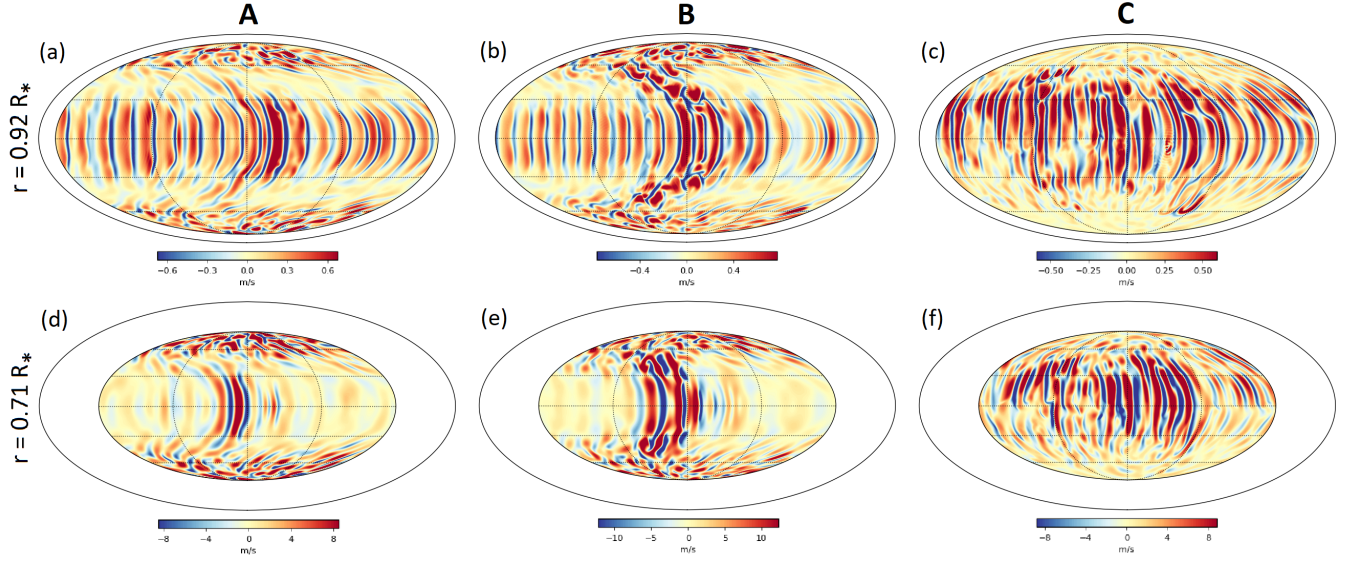 A B C
(a) (b) (c)
r = 0.92 R*
−0.6 −0.3 0.0 0.3 0.6
m/s
−0.4 0.0 0.4
m/s
−0.50 −0.25 0.00 0.25 0.50
m/s
(d) (e) (f)
r = 0.71 R*
−8 −4 0 4 8
m/s
−10 −5 0 5 10
m/s
−8 −4 0 4 8
m/s